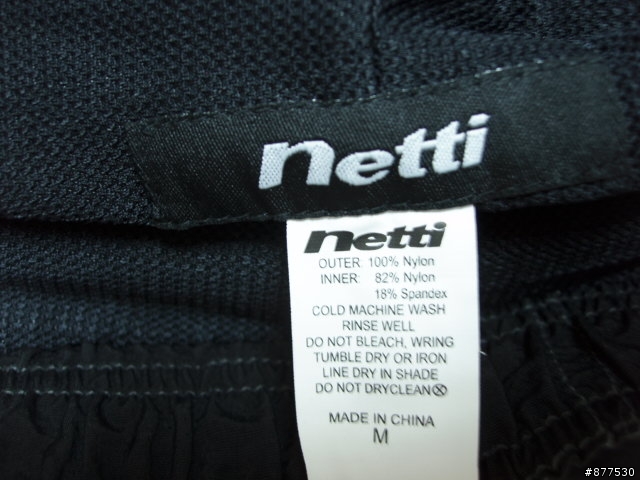 netti
netti
OUTER 100% Nylon
INNER 82% Nylon
18% Spandex
COLD MACHINE WASH
RINSE WELL
DO NOT BLEACH, WRING
TUMBLE DRY OR IRON
LINE DRY IN SHADE
DO NOT DRYCLEAN
MADE IN CHINA
M
#877530